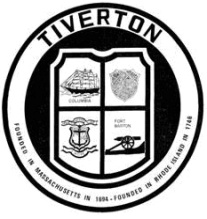 TIVERTON
COLUMBIA
FORT
BARTON
FOUNDED IN MASSACHUSETTS IN 1694 - FOUNDED IN RHODE ISLAND IN 1746